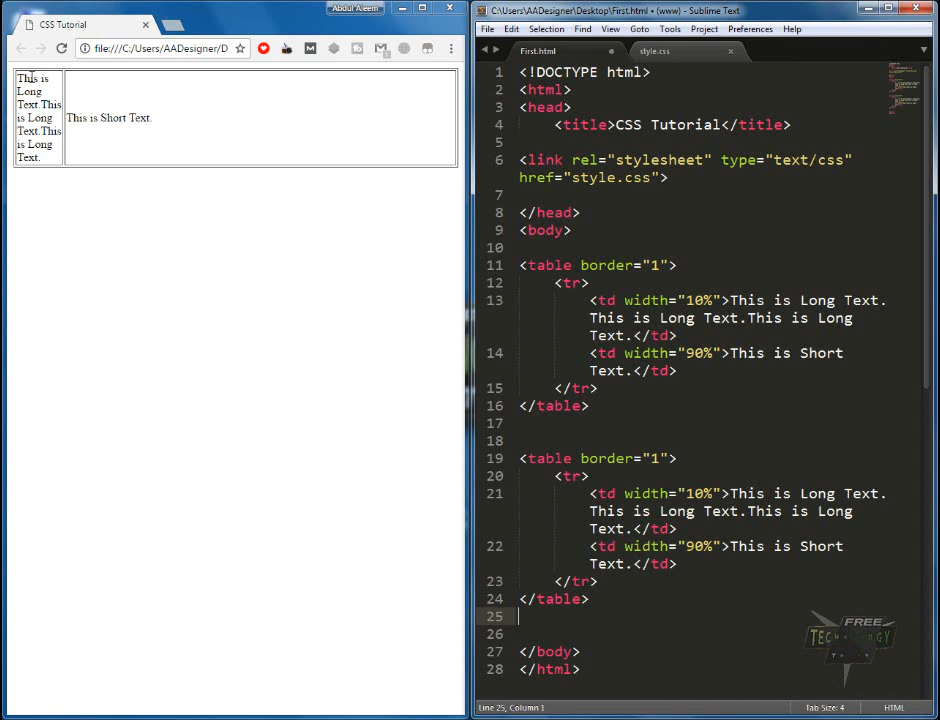 Abdul Aleem
CSS Tutorial
file:///C:/Users/AADesigner/D
This is
Long
Text.This
is Long
Text.This
is Long
Text.
This is Short Text.
C:\Users\AADesigner\Desktop\First.html • (www) - Sublime Text
File Edit Selection Find View Goto Tools Project Preferences Help
First.html style.css
1 <!DOCTYPE html>
2 <html>
3 <head>
4 <title>CSS Tutorial</title>
5
6 <link rel="stylesheet" type="text/css"
href="style.css">
7
8 </head>
9 <body>
10
11 <table border="1">
12 <tr>
13 <td width="10%">This is Long Text.
This is Long Text.This is Long
Text.</td>
14 <td width="90%">This is Short
Text.</td>
15 </tr>
16 </table>
17
18
19 <table border="1">
20 <tr>
21 <td width="10%">This is Long Text.
This is Long Text.This is Long
Text.</td>
22 <td width="90%">This is Short
Text.</td>
23 </tr>
24 </table>
25
26
27 </body>
28 </html>
FREE
TECHNOLOGY
Line 25, Column 1 Tab Size: 4 HTML